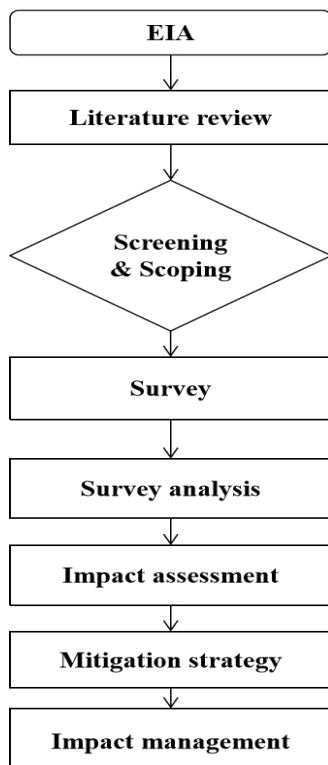 EIA
Literature review
Screening
& Scoping
Survey
Survey analysis
Impact assessment
Mitigation strategy
Impact management